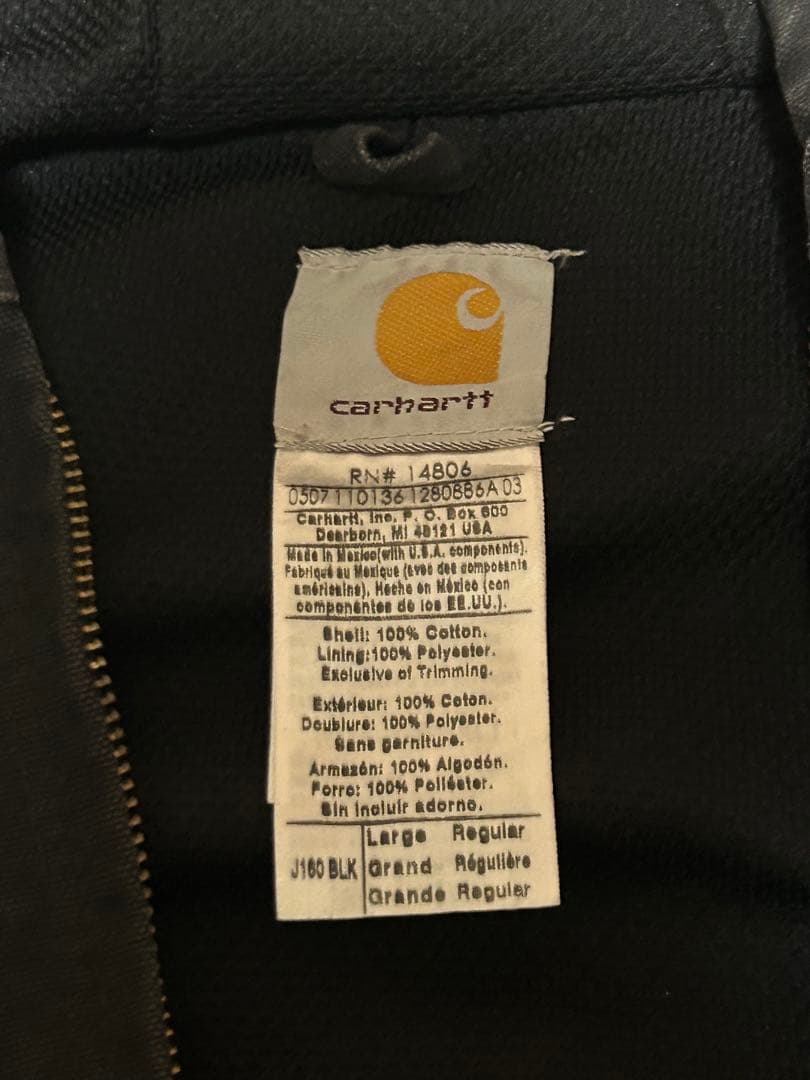 carhartt
RN# 14806
0507110136 1280886A 03
Carhartt, Inc. P. O. Box 600
Dearborn, MI 48121 USA
Made in Mexico(with U.S.A. components).
Fabriqué au Mexique (avec des composants
américains), Hecho en México (con
componentes de los EE.UU.).
Shell: 100% Cotton.
Lining:100% Polyester.
Exclusive of Trimming.
Extérieur: 100% Coton.
Doublure: 100% Polyester.
Sans garniture.
Armazón: 100% Algodón.
Forro: 100% Poliéster.
Sin incluir adorno.
Large Regular
J160 BLK Grand Régulière
Grande Regular